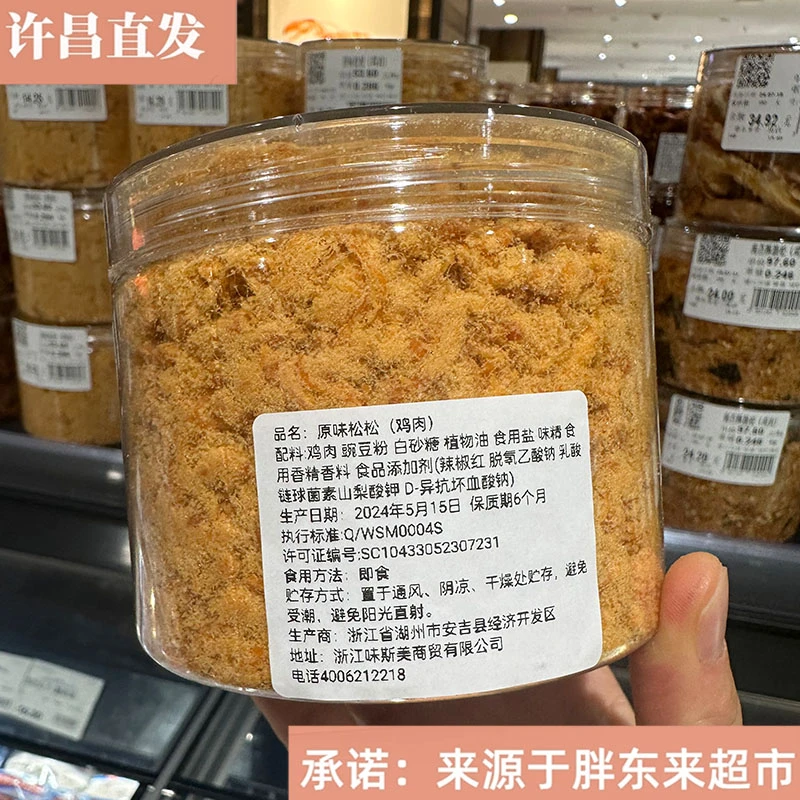 许昌直发
34.92
24.00
0.246
24.20
0.248
品名：原味松松（鸡肉）
配料:鸡肉 豌豆粉 白砂糖 植物油 食用盐 味精 食
用香精香料 食品添加剂(辣椒红 脱氢乙酸钠 乳酸
链球菌素山梨酸钾 D-异抗坏血酸钠)
生产日期：2024年5月15日 保质期6个月
执行标准:Q/WSM0004S
许可证编号:SC10433052307231
食用方法：即食
贮存方式：置于通风、阴凉、干燥处贮存，避免
受潮，避免阳光直射。
生产商：浙江省湖州市安吉县经济开发区
地址：浙江味斯美商贸有限公司
电话4006212218
承诺：来源于胖东来超市